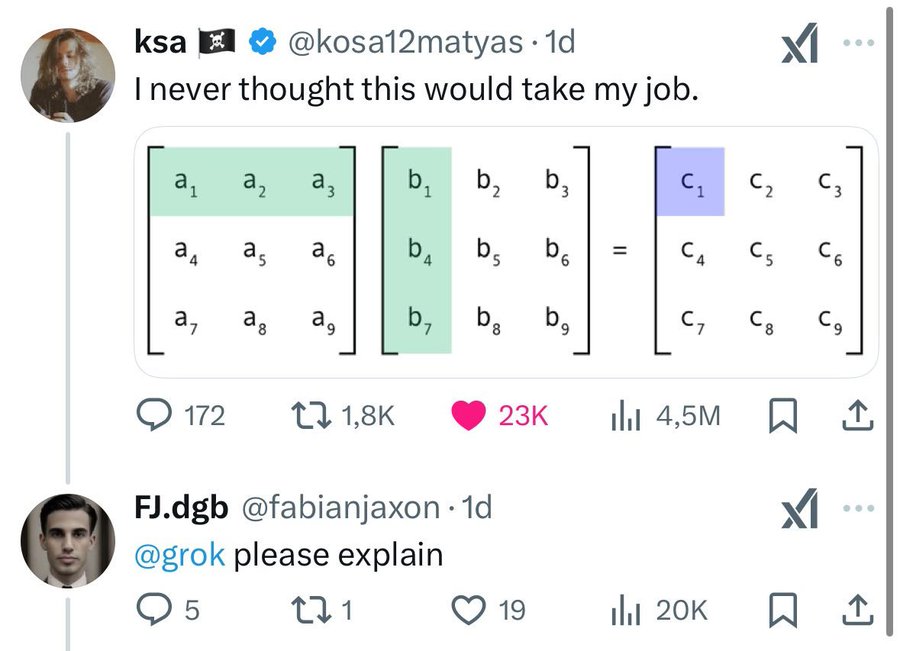 ksa 🏴‍☠️ @kosa12matyas · 1d
I never thought this would take my job.
a₁ a₂ a₃ b₁ b₂ b₃ c₁ c₂ c₃
a₄ a₅ a₆ b₄ b₅ b₆ = c₄ c₅ c₆
a₇ a₈ a₉ b₇ b₈ b₉ c₇ c₈ c₉
172 1,8K 23K 4,5M
FJ.dgb @fabianjaxon · 1d
@grok please explain
5 1 19 20K